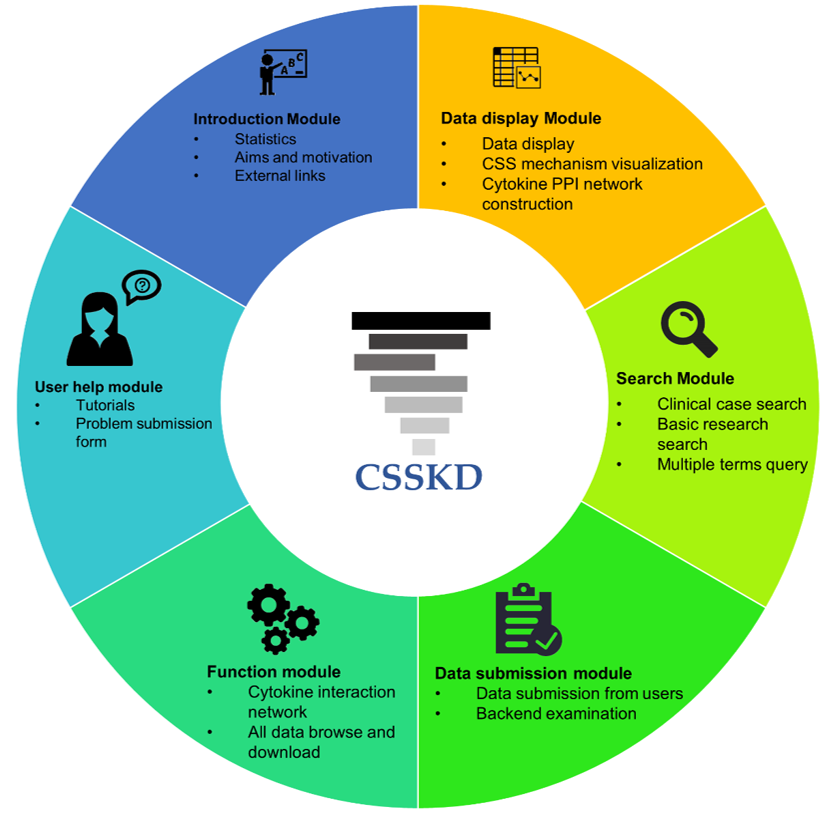 A B C
Introduction Module
• Statistics
• Aims and motivation
• External links
Data display Module
• Data display
• CSS mechanism visualization
• Cytokine PPI network
construction
?
User help module
• Tutorials
• Problem submission
form
Search Module
• Clinical case search
• Basic research
search
• Multiple terms query
CSSKD
Function module
• Cytokine interaction
network
• All data browse and
download
Data submission module
• Data submission from users
• Backend examination